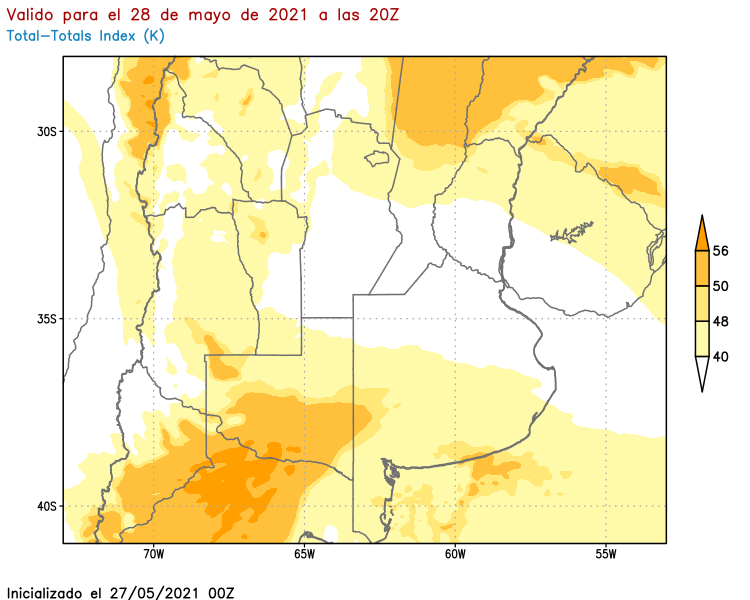 Valido para el 28 de mayo de 2021 a las 20Z
Total-Totals Index (K)
30S
35S
40S
70W
65W
60W
55W
56
50
48
40
Inicializado el 27/05/2021 00Z